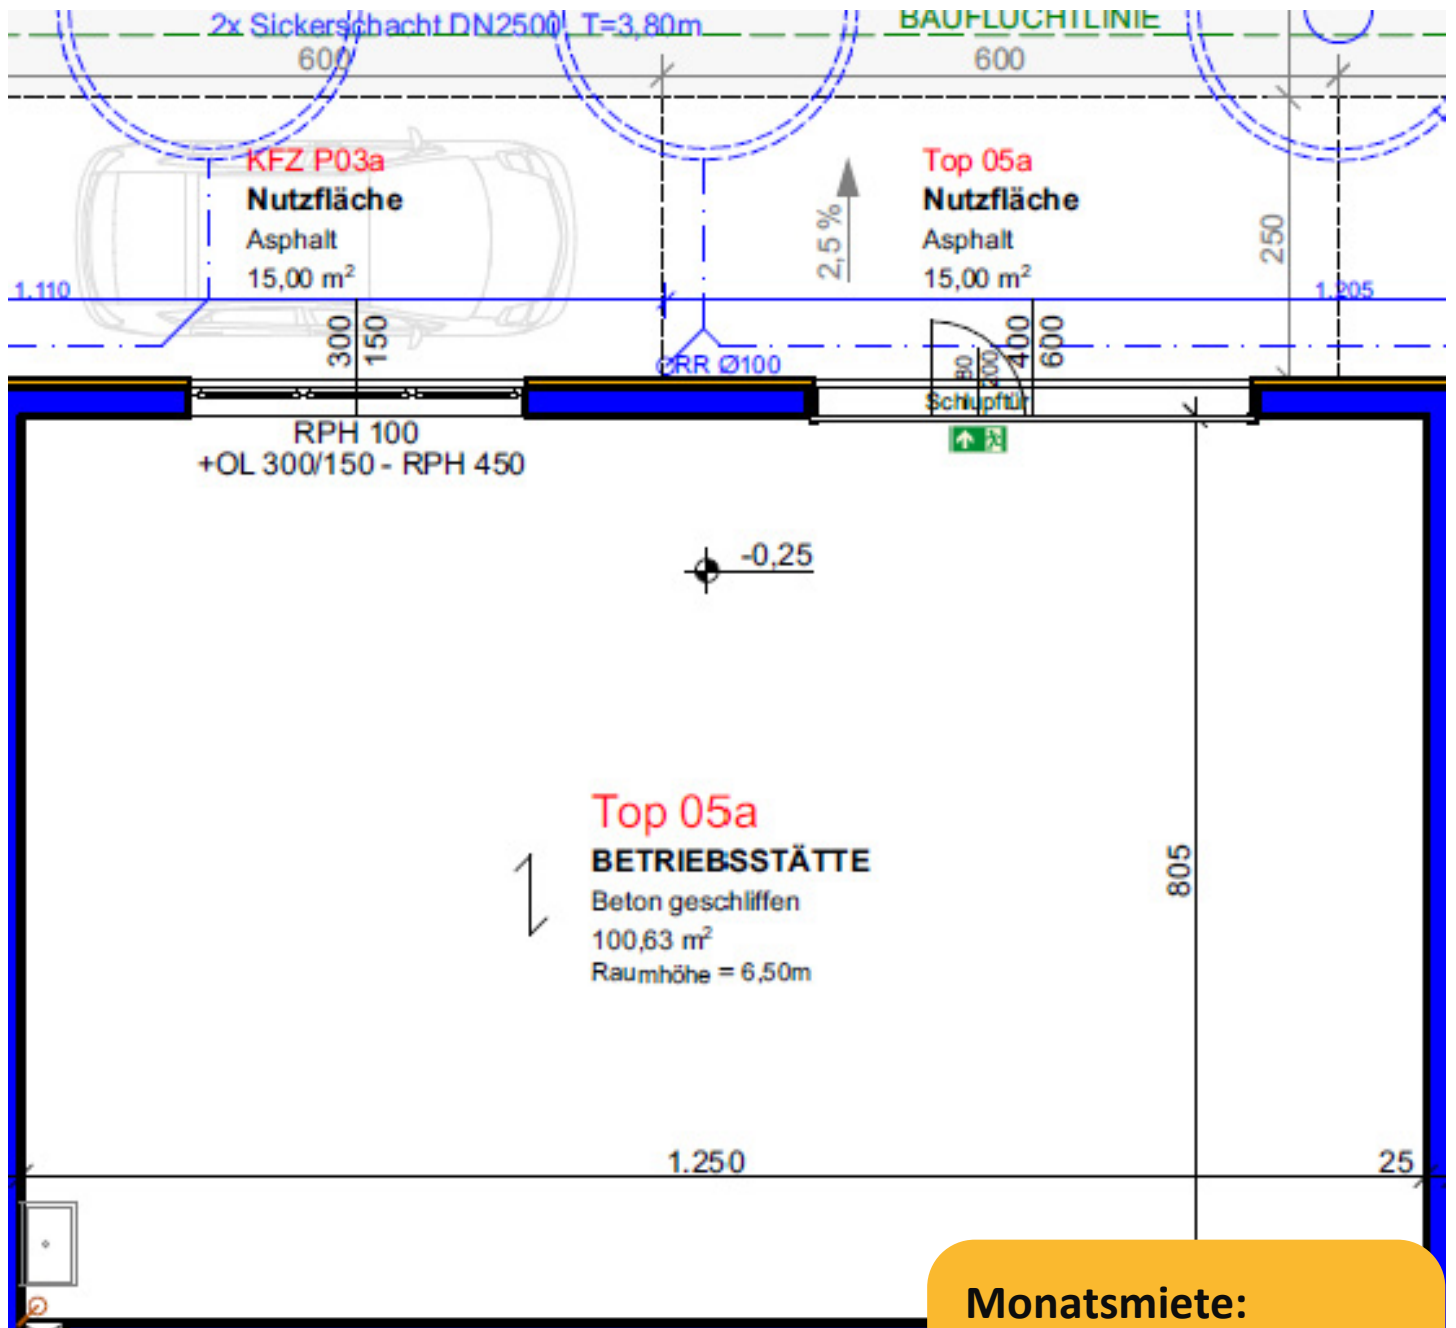 2x Sickerschacht DN2500 T=3,80m
BAUFLUCHTLINIE
600
600
KFZ P03a
Nutzfläche
Asphalt
15,00 m²
2,5 %
Top 05a
Nutzfläche
Asphalt
15,00 m²
250
1.110
1.205
300
150
RR Ø100
80
200
400
600
Schlupftür
RPH 100
+OL 300/150 - RPH 450
-0,25
Top 05a
BETRIEBSSTÄTTE
Beton geschliffen
100,63 m²
Raumhöhe = 6,50m
805
1.250
25
Monatsmiete: